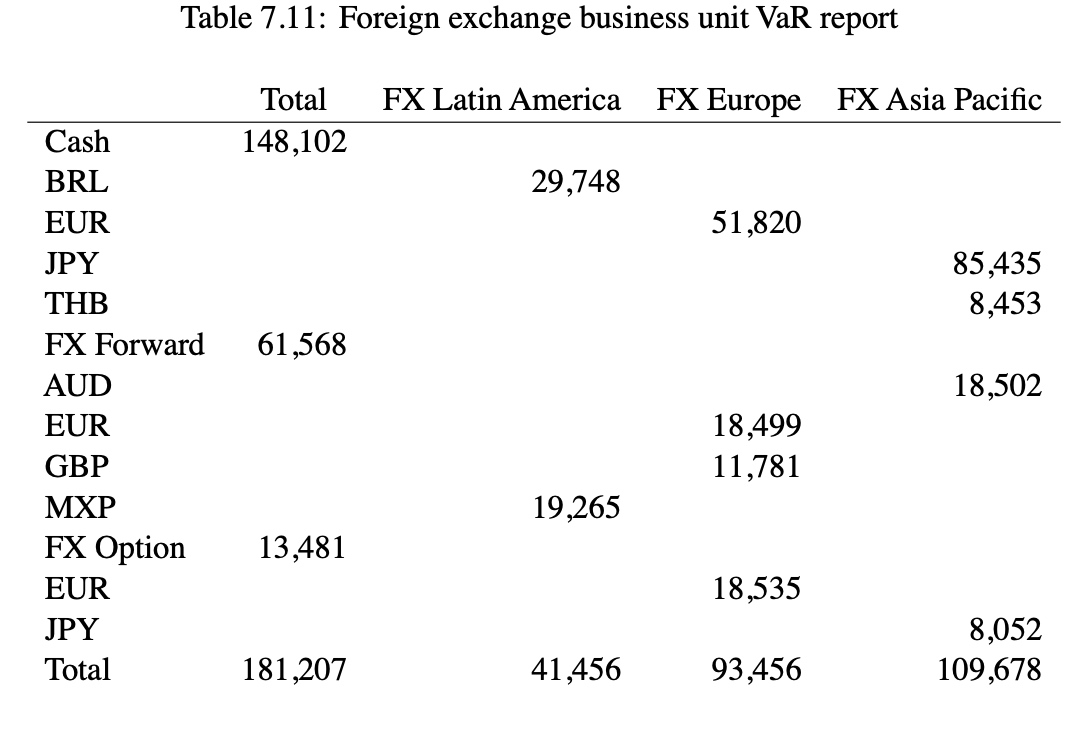 Table 7.11: Foreign exchange business unit VaR report
Total FX Latin America FX Europe FX Asia Pacific
Cash 148,102
BRL 29,748
EUR 51,820
JPY 85,435
THB 8,453
FX Forward 61,568
AUD 18,502
EUR 18,499
GBP 11,781
MXP 19,265
FX Option 13,481
EUR 18,535
JPY 8,052
Total 181,207 41,456 93,456 109,678